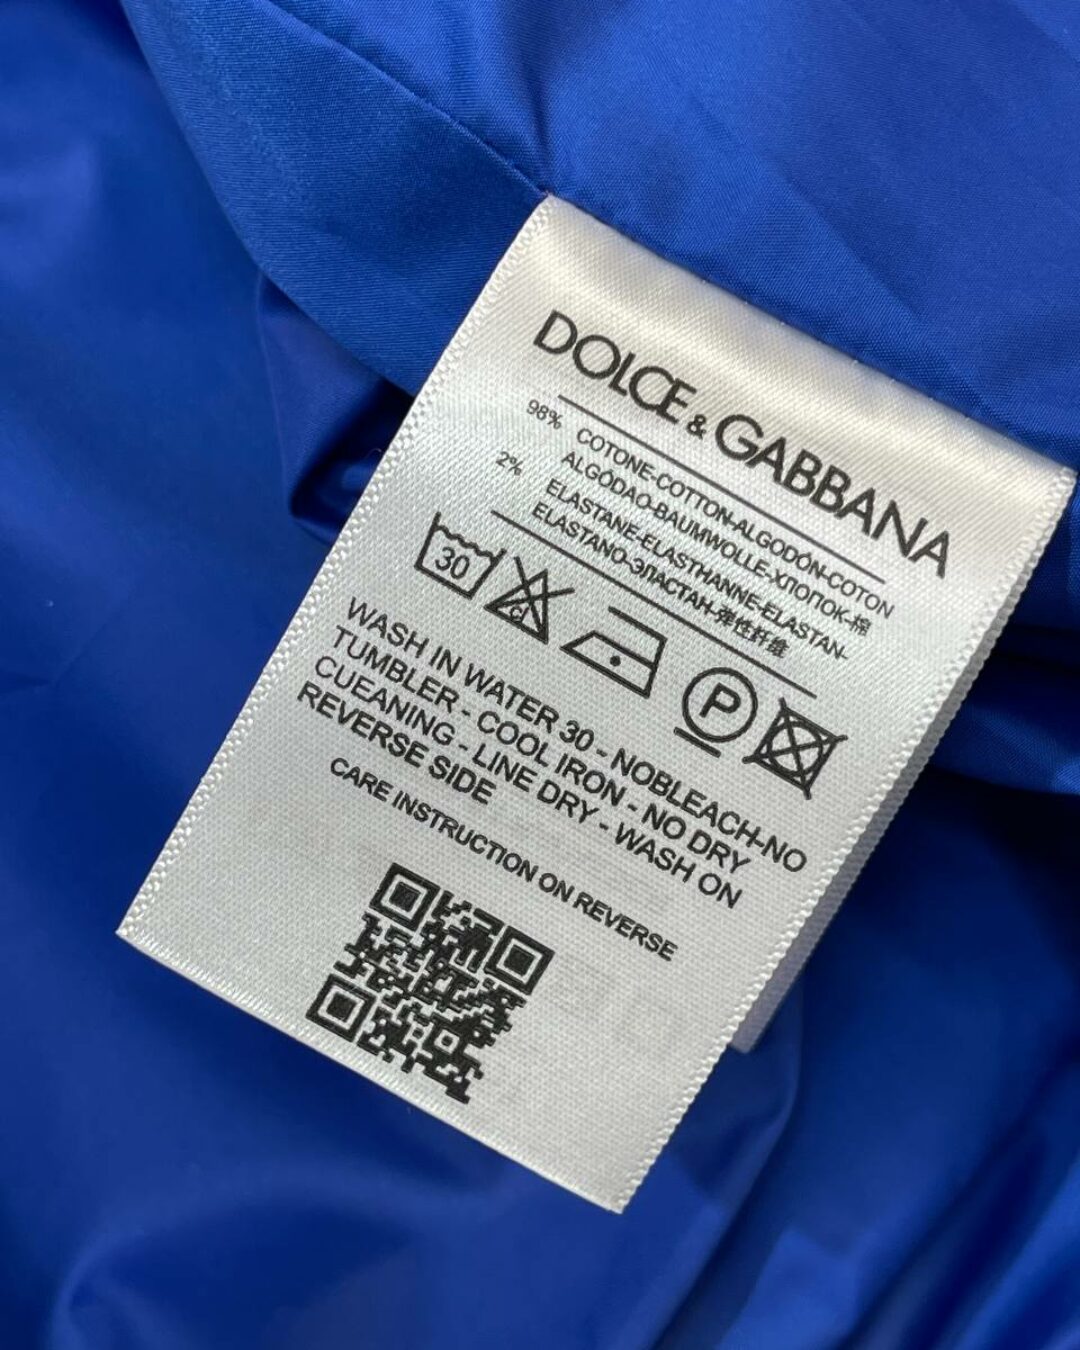 DOLCE & GABBANA
98% COTONE-COTTON-ALGODÓN-COTON
ALGÓDAO-BAUMWOLLE-ХЛОПОК-棉
2% ELASTANE-ELASTHANNE-ELASTAN-
ELASTANO-ЭЛАСТАН-弹性纤维
30
cl
P
WASH IN WATER 30 - NOBLEACH-NO
TUMBLER - COOL IRON - NO DRY
CUEANING - LINE DRY - WASH ON
REVERSE SIDE
CARE INSTRUCTION ON REVERSE